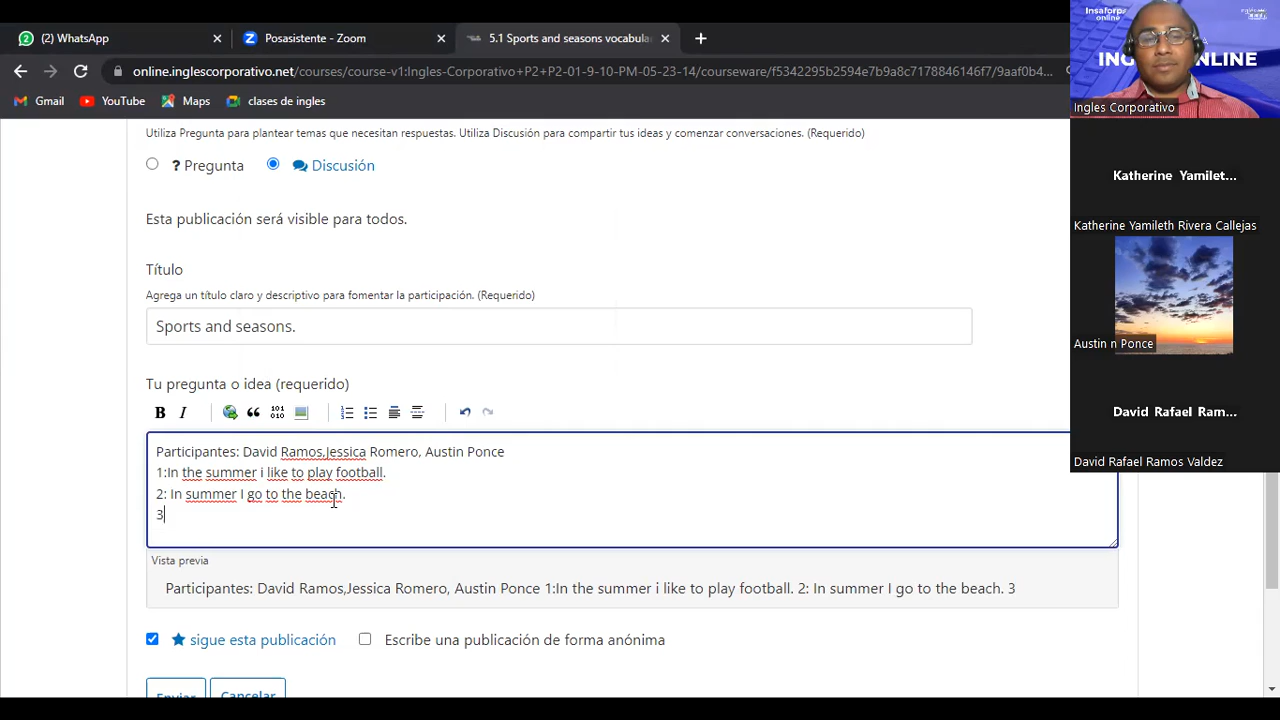 (2) WhatsApp
Posasistente - Zoom
5.1 Sports and seasons vocabula
online.inglescorporativo.net/courses/course-v1:Ingles-Corporativo+P2+P2-01-9-10-PM-05-23-14/courseware/f5342295b2594e7b9a8c7178846146f7/9aaf0b4...
Gmail
YouTube
Maps
clases de ingles
Utiliza Pregunta para plantear temas que necesitan respuestas. Utiliza Discusión para compartir tus ideas y comenzar conversaciones. (Requerido)
? Pregunta
Discusión
Esta publicación será visible para todos.
Título
Agrega un título claro y descriptivo para fomentar la participación. (Requerido)
Sports and seasons.
Tu pregunta o idea (requerido)
B I
101
010
Participantes: David Ramos,Jessica Romero, Austin Ponce
1:In the summer i like to play football.
2: In summer I go to the beach.
3
Vista previa
Participantes: David Ramos,Jessica Romero, Austin Ponce 1:In the summer i like to play football. 2: In summer I go to the beach. 3
sigue esta publicación
Escribe una publicación de forma anónima
Enviar
Cancelar
Insaforp
online
ING
NLINE
Ingles Corporativo
Katherine Yamilet...
Katherine Yamileth Rivera Callejas
Austin n Ponce
David Rafael Ram...
David Rafael Ramos Valdez